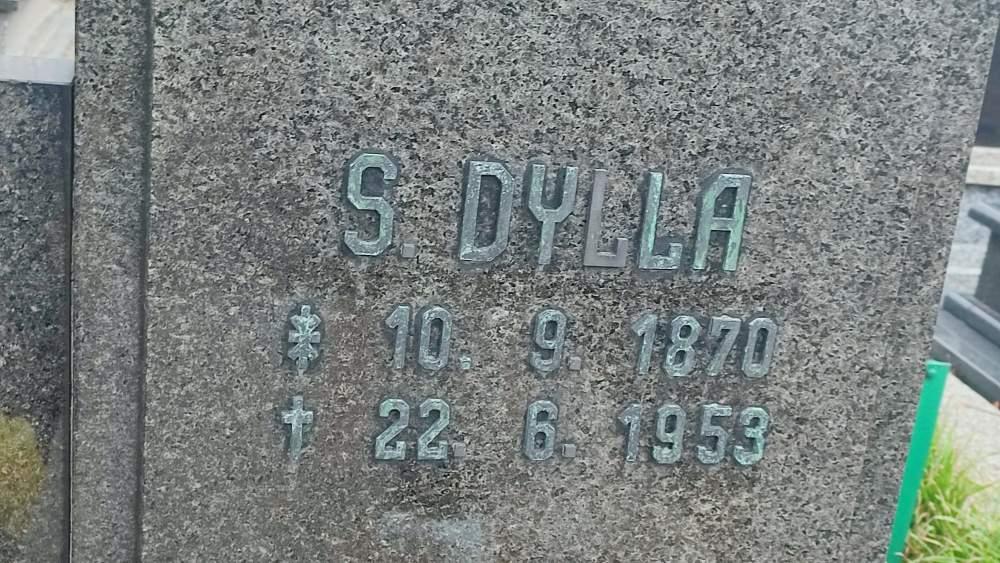 S. DYLLA
* 10. 9. 1870
† 22. 6. 1953